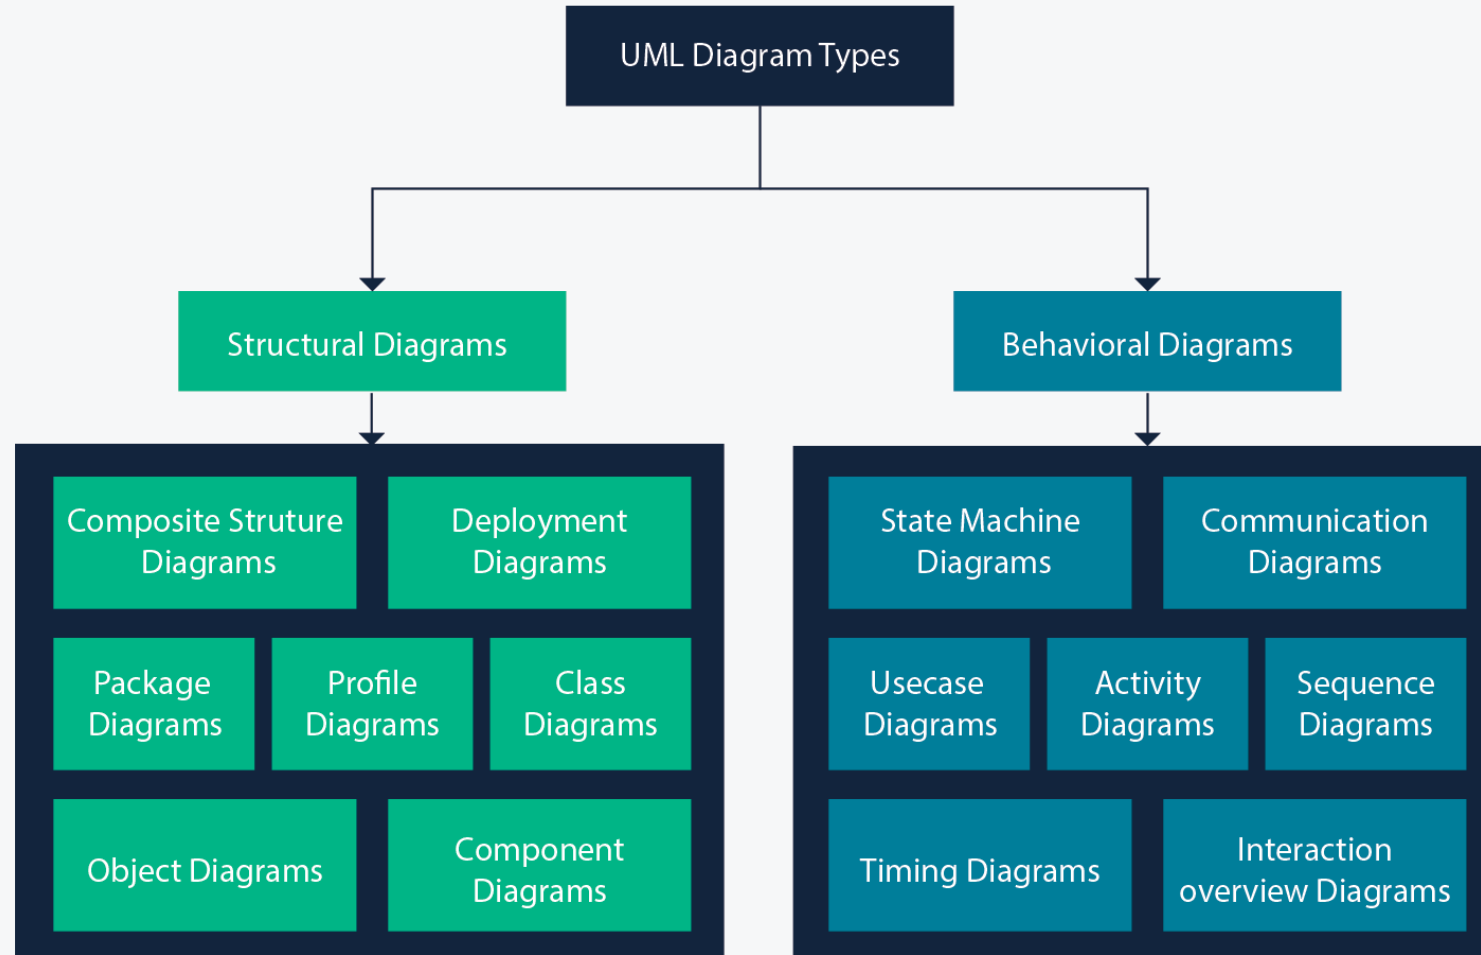 UML Diagram Types
Structural Diagrams
Behavioral Diagrams
Composite Struture
Diagrams
Deployment
Diagrams
Package
Diagrams
Profile
Diagrams
Class
Diagrams
Object Diagrams
Component
Diagrams
State Machine
Diagrams
Communication
Diagrams
Usecase
Diagrams
Activity
Diagrams
Sequence
Diagrams
Timing Diagrams
Interaction
overview Diagrams